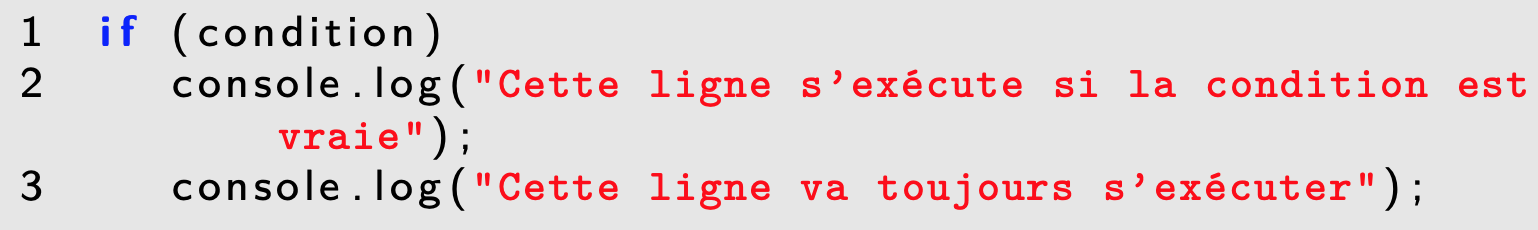 1 if (condition)
2 console.log("Cette ligne s'exécute si la condition est
vraie");
3 console.log("Cette ligne va toujours s'exécuter");